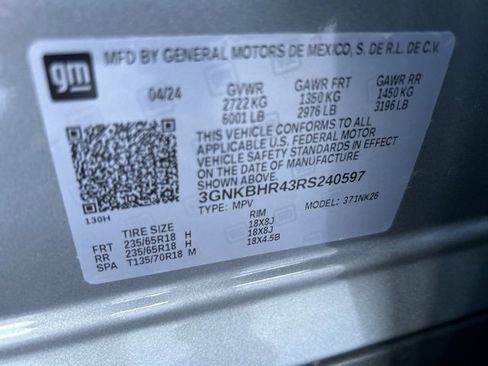 gm
MFD BY GENERAL MOTORS DE MEXICO, S. DE R.L. DE C.V.
04/24 GVWR GAWR FRT GAWR RR
2722 KG 1350 KG 1450 KG
6001 LB 2976 LB 3196 LB
THIS VEHICLE CONFORMS TO ALL
APPLICABLE U.S. FEDERAL MOTOR
VEHICLE SAFETY AND BUMPER
STANDARDS IN EFFECT ON THE DATE
OF MANUFACTURE SHOWN ABOVE.
3GNKBHR43RS240597
TYPE: MPV MODEL: 371NK26
130H
TIRE SIZE RIM
FRT 235/65R18 H 18X8J
RR 235/65R18 H 18X8J
SPA T135/70R18 M 18X4.5B